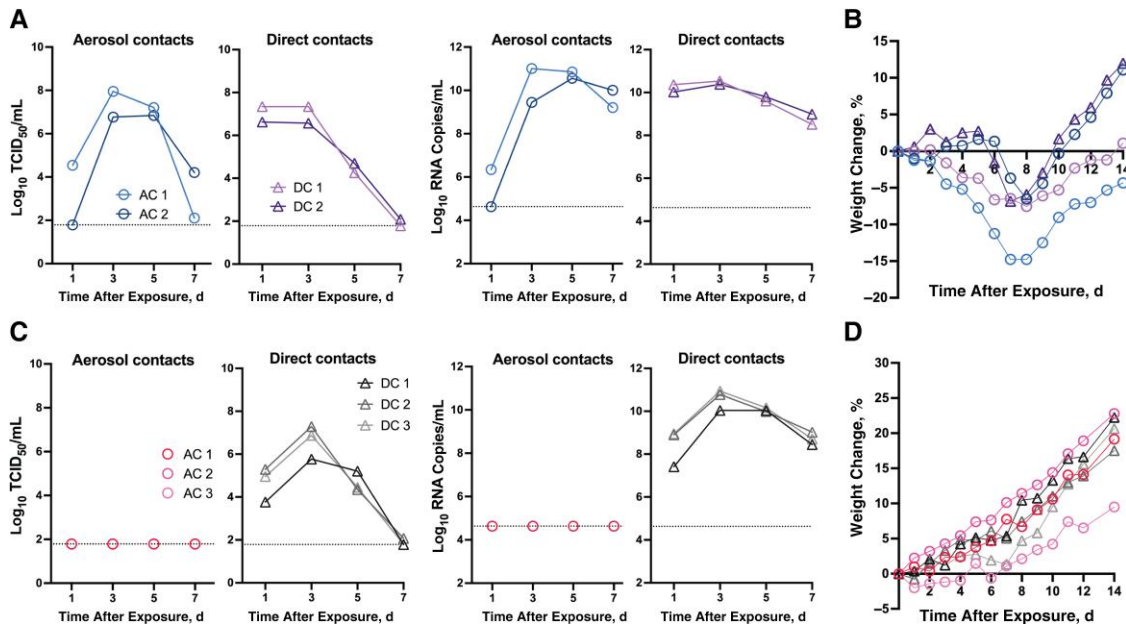 A
Aerosol contacts
Log10 TCID50/mL
10
8
6
4
2
0
1 3 5 7
Time After Exposure, d
AC 1
AC 2
Direct contacts
10
8
6
4
2
0
1 3 5 7
Time After Exposure, d
DC 1
DC 2
Aerosol contacts
Log10 RNA Copies/mL
12
10
8
6
4
2
1 3 5 7
Time After Exposure, d
Direct contacts
12
10
8
6
4
2
1 3 5 7
Time After Exposure, d
B
Weight Change, %
15
10
5
0
−5
−10
−15
−20
2 4 6 8 10 12 14
Time After Exposure, d
C
Aerosol contacts
Log10 TCID50/mL
10
8
6
4
2
0
1 3 5 7
Time After Exposure, d
AC 1
AC 2
AC 3
Direct contacts
10
8
6
4
2
0
1 3 5 7
Time After Exposure, d
DC 1
DC 2
DC 3
Aerosol contacts
Log10 RNA Copies/mL
12
10
8
6
4
2
1 3 5 7
Time After Exposure, d
Direct contacts
12
10
8
6
4
2
1 3 5 7
Time After Exposure, d
D
Weight Change, %
30
25
20
15
10
5
0
−5
2 4 6 8 10 12 14
Time After Exposure, d